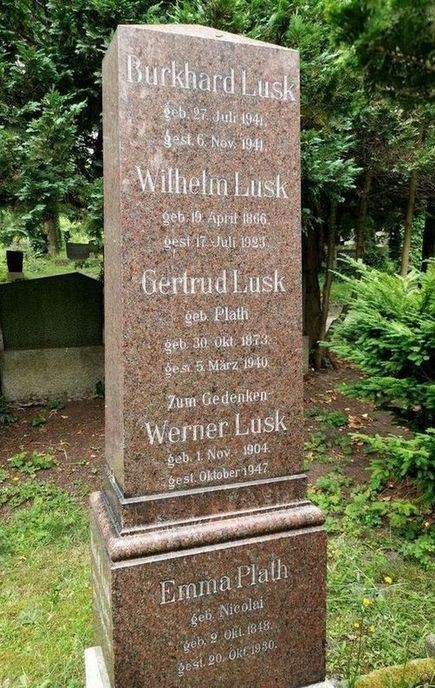 Burkhard Lusk
geb. 27. Juli 1941.
gest. 6. Nov. 1941.
Wilhelm Lusk
geb. 19. April 1866.
gest. 17. Juli 1923.
Gertrud Lusk
geb. Plath
geb. 30. Okt. 1873.
gest. 5. März 1940.
Zum Gedenken
Werner Lusk
geb. 1. Nov. 1904.
gest. Oktober 1947.
Emma Plath
geb. Nicolai
geb. 2. Okt. 1848.
gest. 20. Okt. 1930.